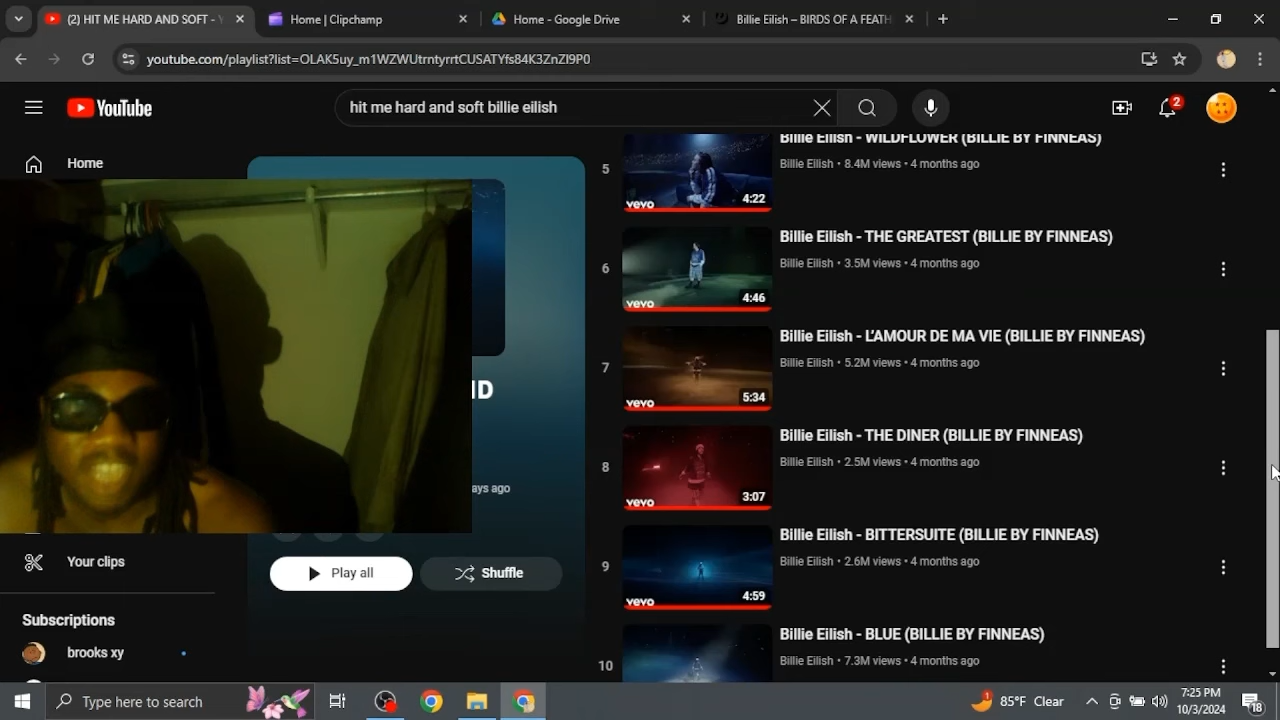 (2) HIT ME HARD AND SOFT - Y
Home | Clipchamp
Home - Google Drive
Billie Eilish – BIRDS OF A FEATH
youtube.com/playlist?list=OLAK5uy_m1WZWUtrntyrrtCUSATYfs84K3ZnZl9P0
YouTube
hit me hard and soft billie eilish
2
Home
5
vevo
4:22
Billie Eilish - WILDFLOWER (BILLIE BY FINNEAS)
Billie Eilish • 8.4M views • 4 months ago
6
vevo
4:46
Billie Eilish - THE GREATEST (BILLIE BY FINNEAS)
Billie Eilish • 3.5M views • 4 months ago
7
vevo
5:34
Billie Eilish - L'AMOUR DE MA VIE (BILLIE BY FINNEAS)
Billie Eilish • 5.2M views • 4 months ago
ND
8
vevo
3:07
Billie Eilish - THE DINER (BILLIE BY FINNEAS)
Billie Eilish • 2.5M views • 4 months ago
ays ago
9
vevo
4:59
Billie Eilish - BITTERSUITE (BILLIE BY FINNEAS)
Billie Eilish • 2.6M views • 4 months ago
Your clips
Play all
Shuffle
10
Billie Eilish - BLUE (BILLIE BY FINNEAS)
Billie Eilish • 7.3M views • 4 months ago
Subscriptions
brooks xy
Type here to search
1
85°F Clear
7:25 PM
10/3/2024
18